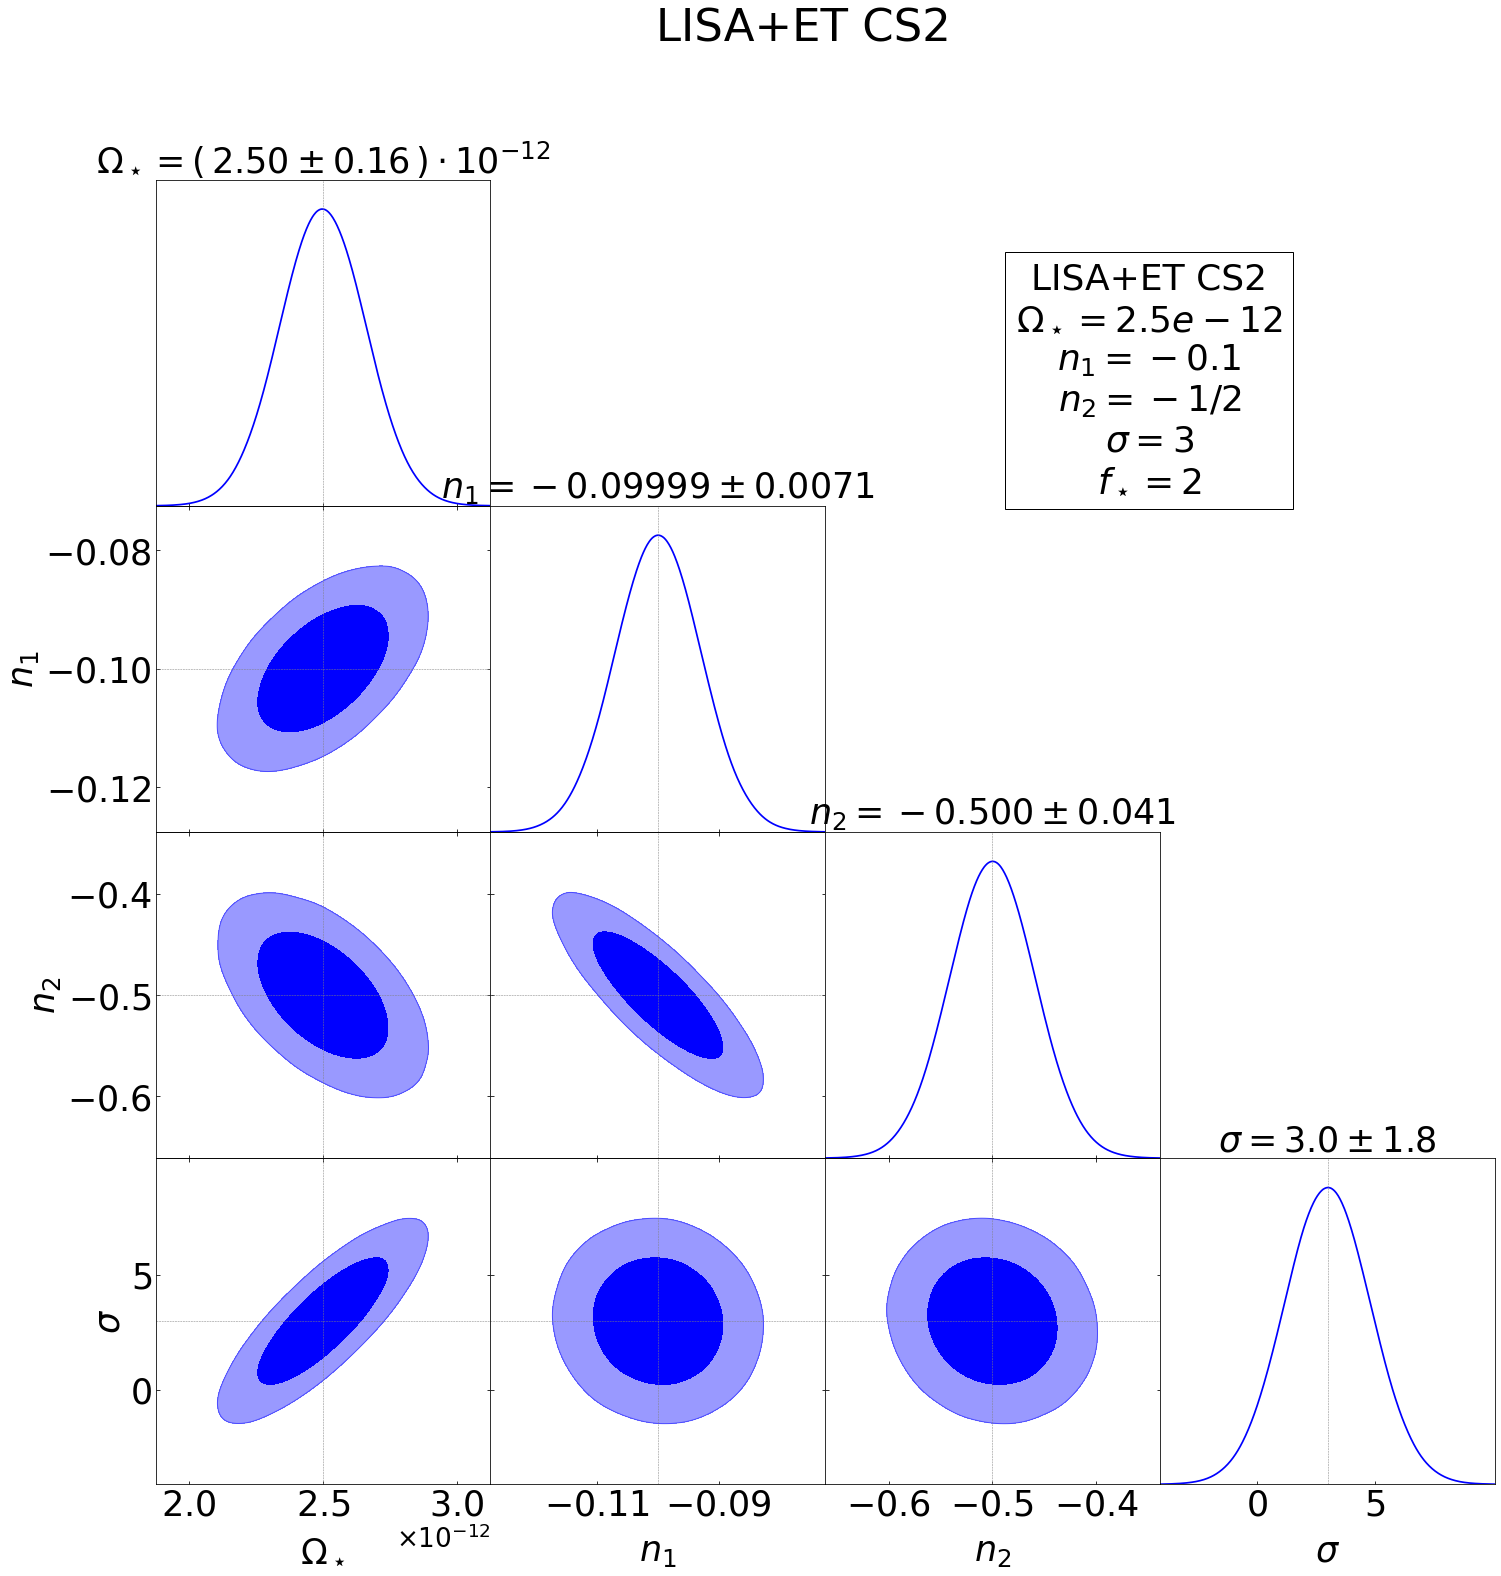 LISA+ET CS2
Ω⋆ = ( 2.50 ± 0.16 ) · 10⁻¹²
LISA+ET CS2
Ω⋆ = 2.5e − 12
n₁ = − 0.1
n₂ = − 1/2
σ = 3
f⋆ = 2
n₁ = − 0.09999 ± 0.0071
−0.08
−0.10
−0.12
n₁
n₂ = − 0.500 ± 0.041
−0.4
−0.5
−0.6
n₂
σ = 3.0 ± 1.8
5
0
σ
2.0 2.5 3.0
×10⁻¹²
Ω⋆
−0.11 −0.09
n₁
−0.6 −0.5 −0.4
n₂
0 5
σ